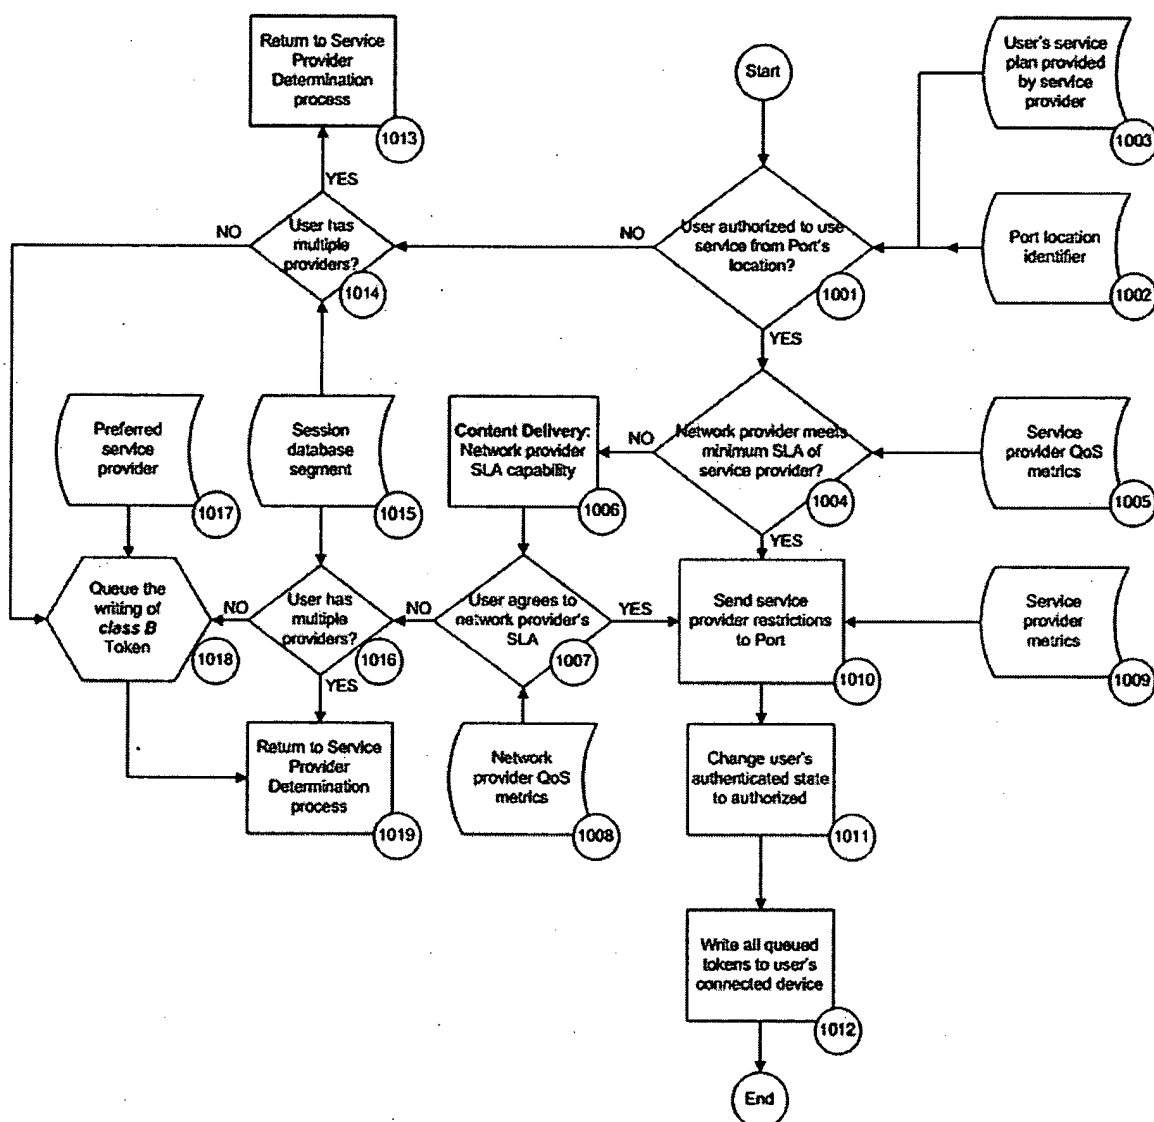 Return to Service
Provider
Determination
process
1013
Start
User's service
plan provided
by service
provider
1003
YES
User has
multiple
providers?
1014
NO
NO
User authorized to use
service from Port's
location?
1001
Port location
identifier
1002
YES
Preferred
service
provider
1017
Session
database
segment
1015
Content Delivery:
Network provider
SLA capability
1006
NO
Network provider meets
minimum SLA of
service provider?
1004
Service
provider QoS
metrics
1005
YES
Queue the
writing of
class B
Token
1018
NO
User has
multiple
providers?
1016
NO
User agrees to
network provider's
SLA
1007
YES
Send service
provider restrictions
to Port
1010
Service
provider
metrics
1009
YES
Return to Service
Provider
Determination
process
1019
Network
provider QoS
metrics
1008
Change user's
authenticated state
to authorized
1011
Write all queued
tokens to user's
connected device
1012
End